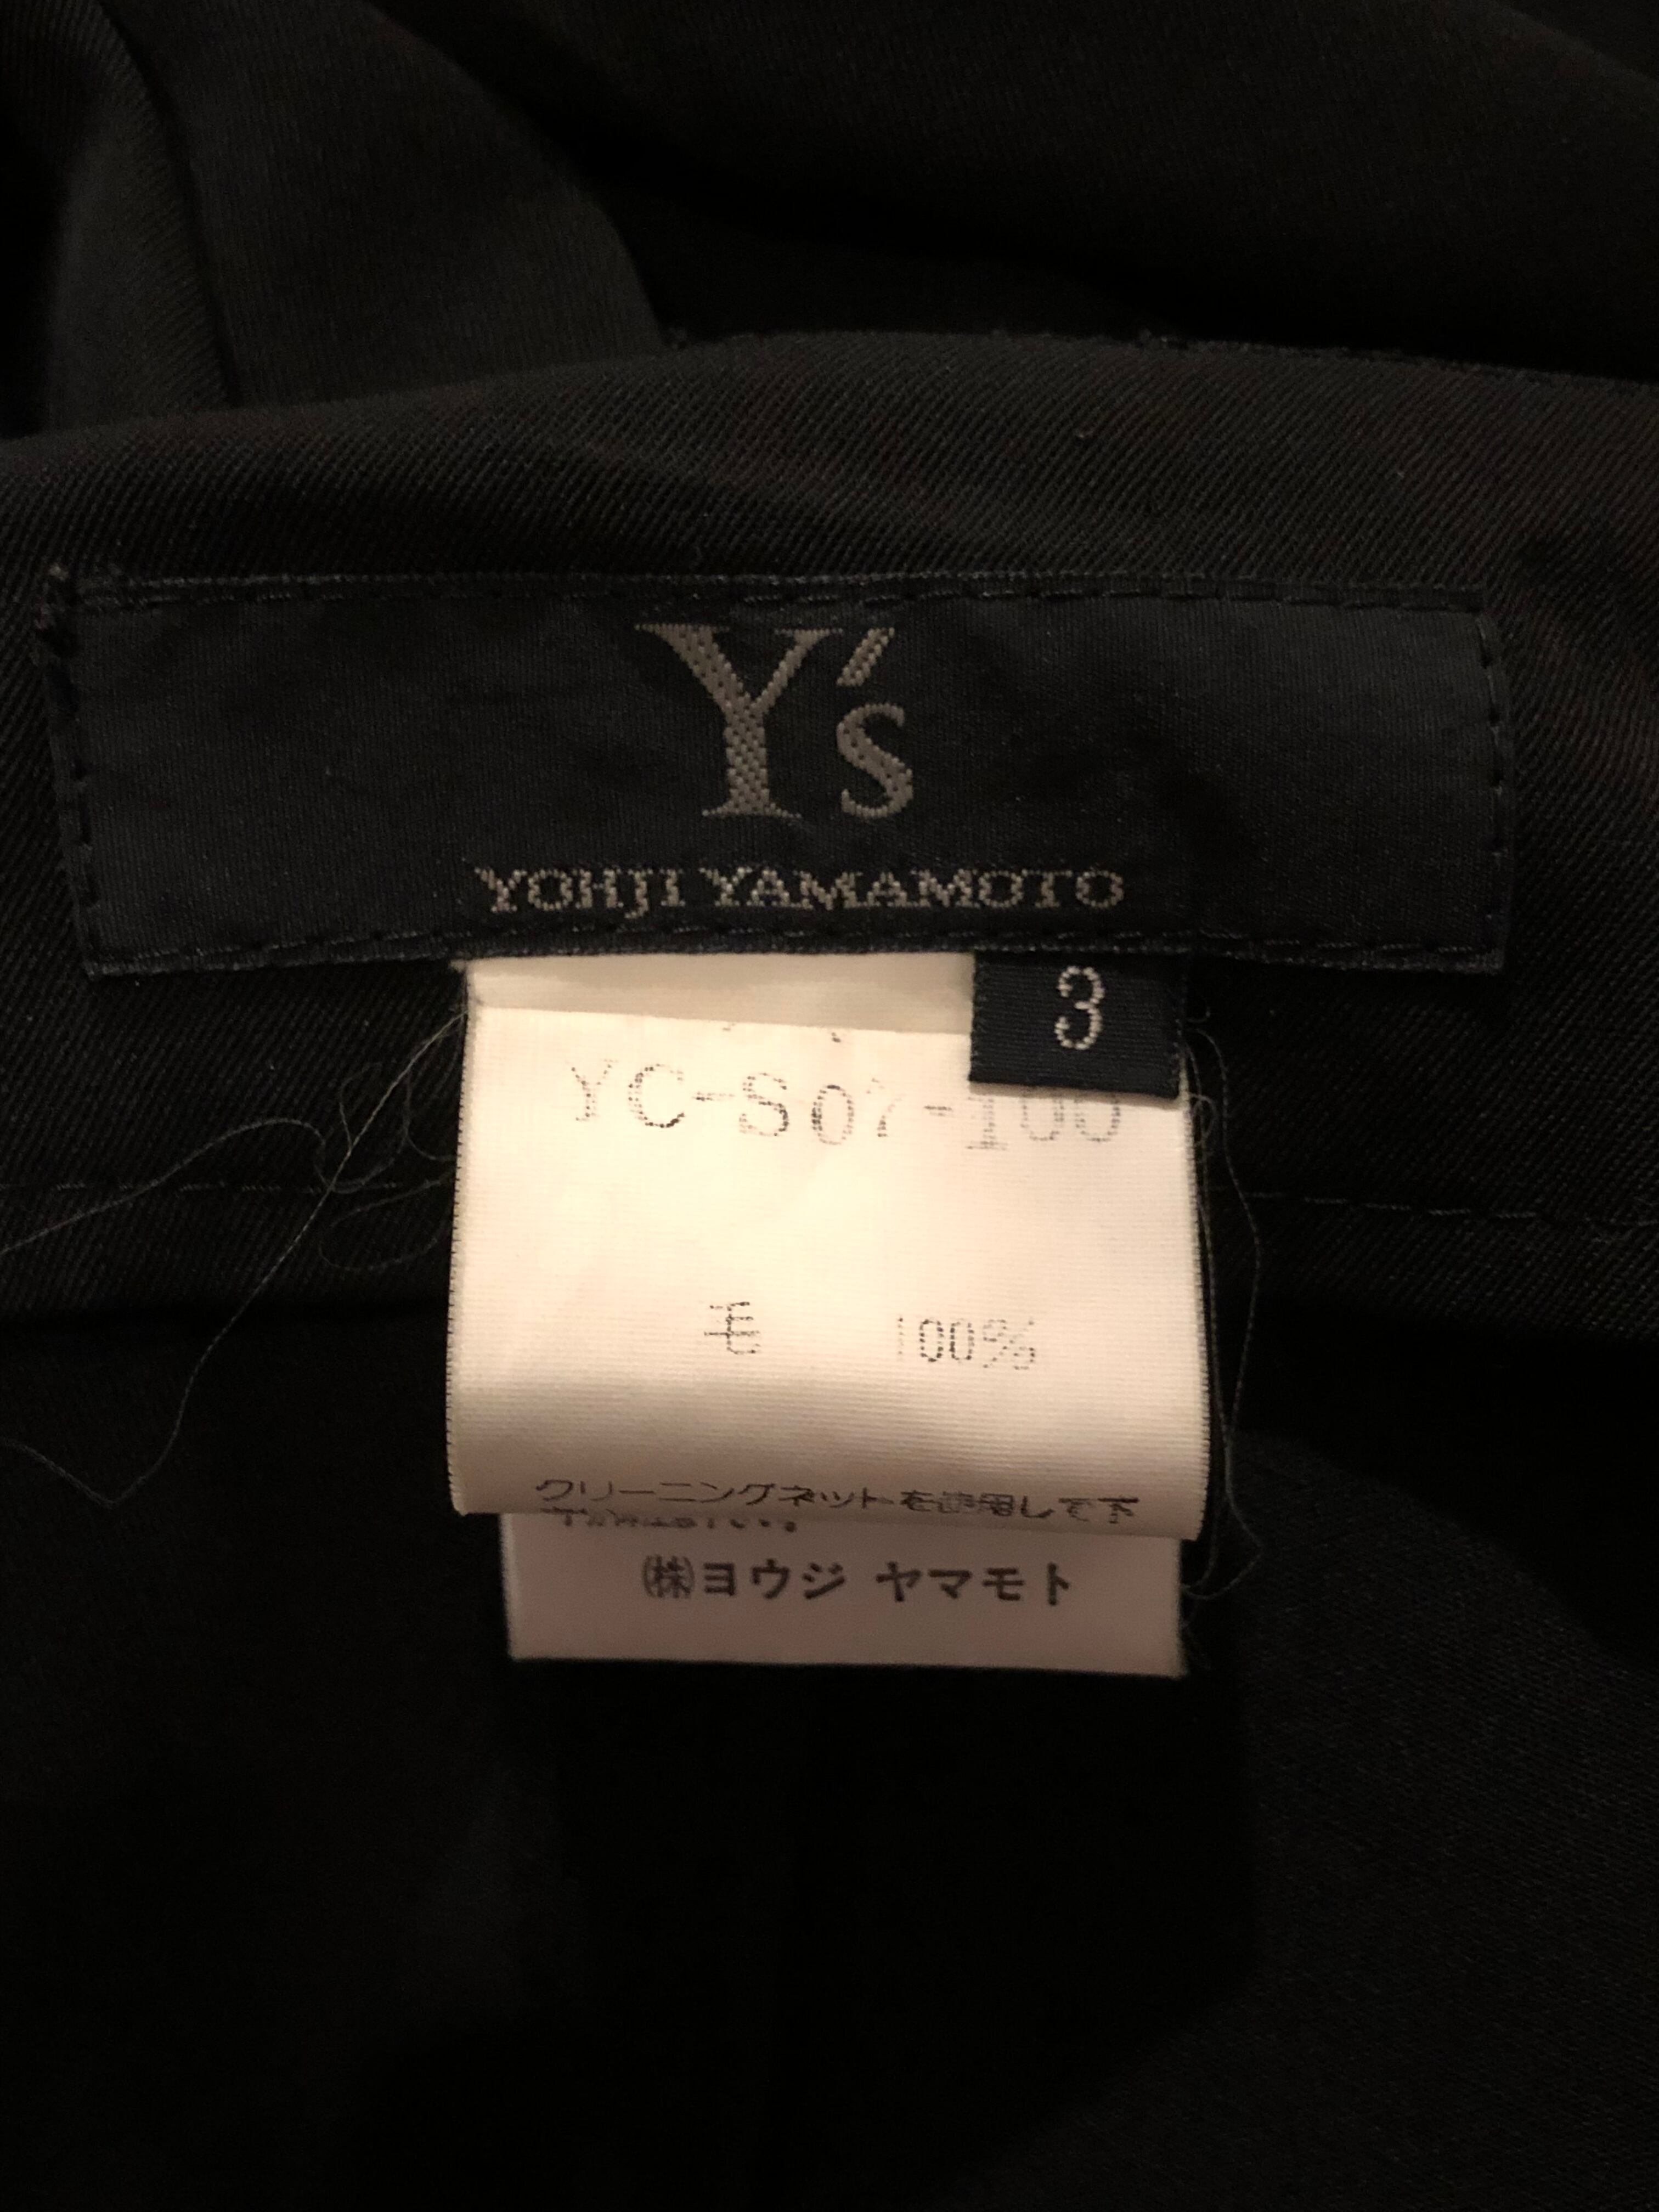 Y's
YOHJI YAMAMOTO
3
YC-S07-100
毛 100%
クリーニングネットを使用して下
㈱ヨウジ ヤマモト